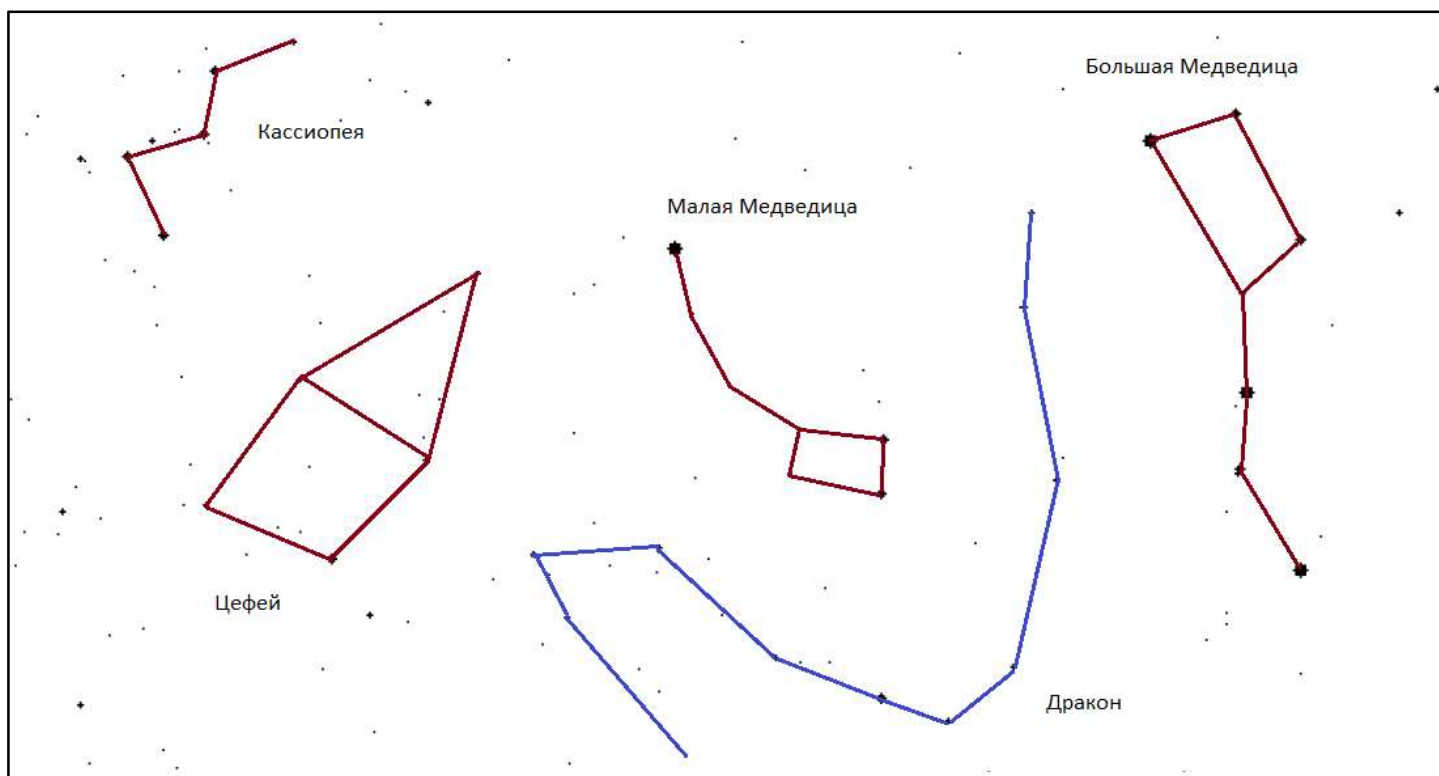 Большая Медведица
Кассиопея
Малая Медведица
Цефей
Дракон